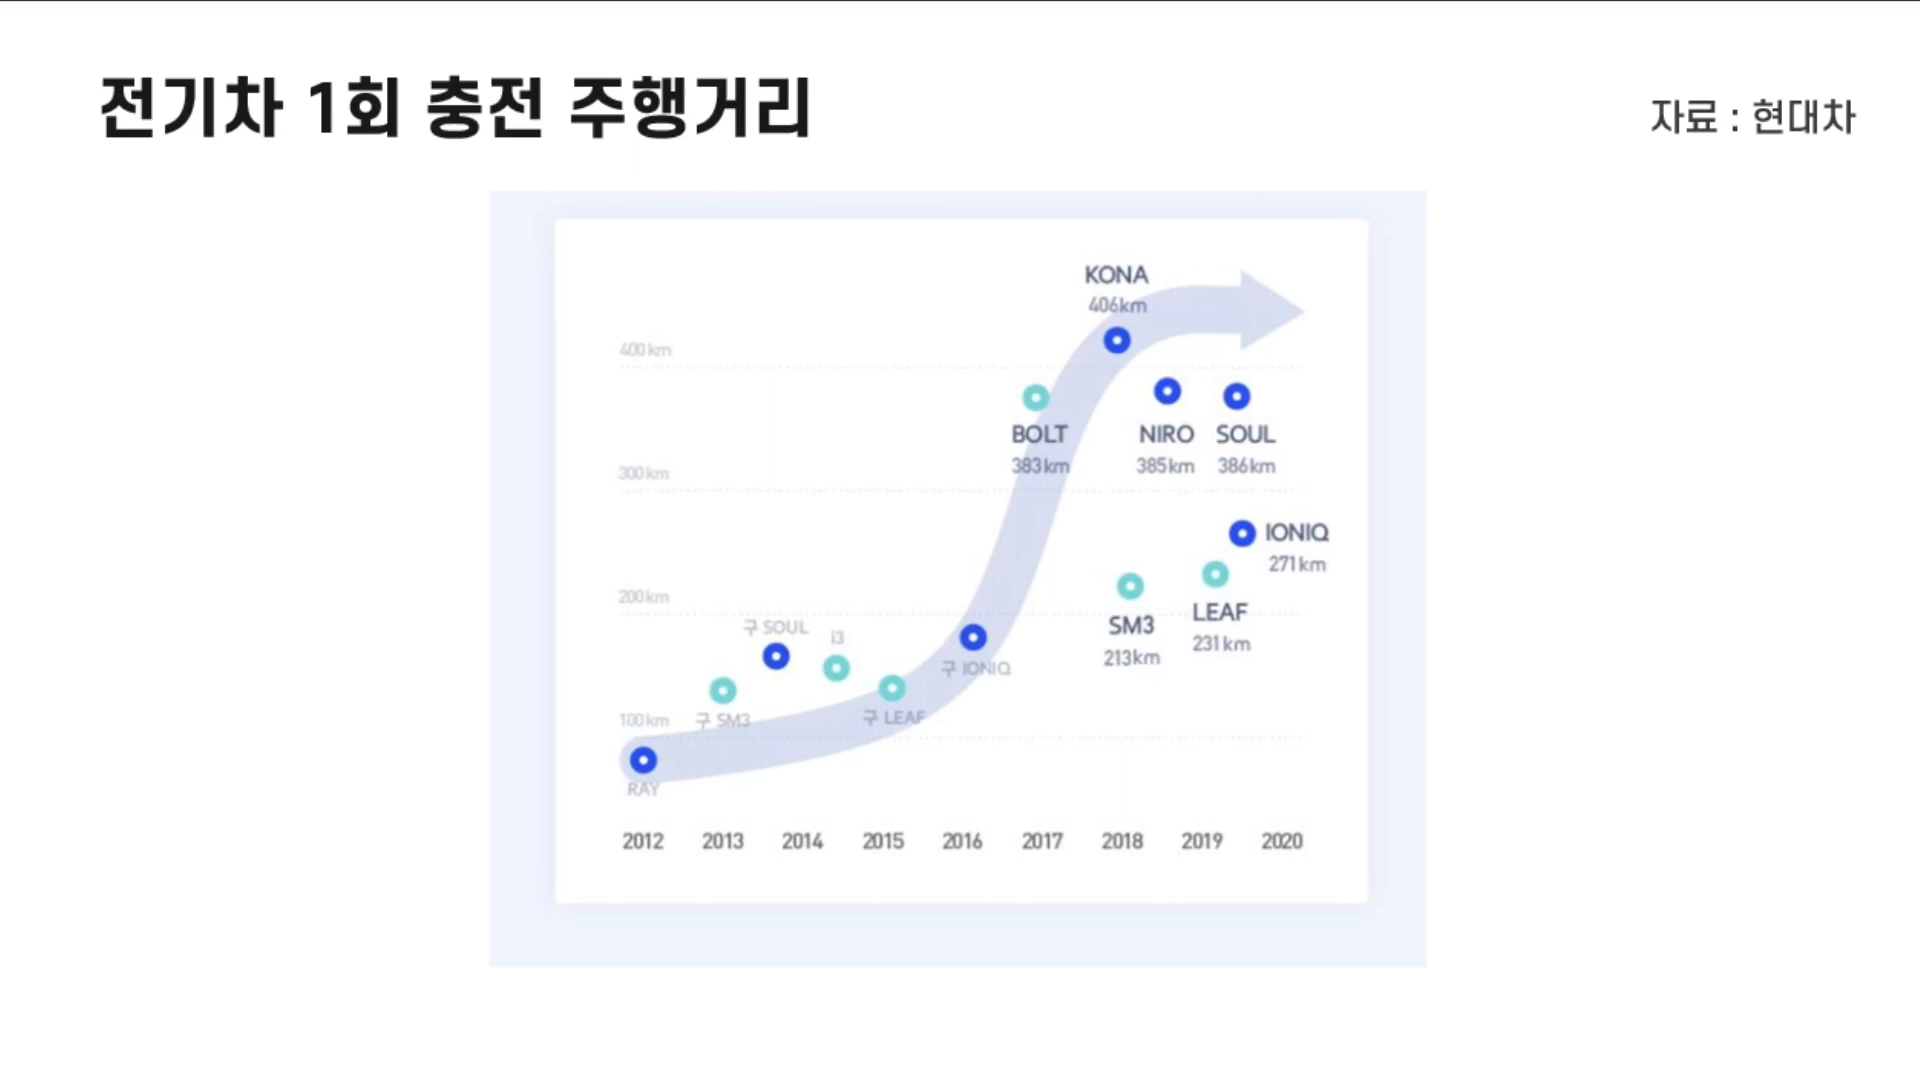 전기차 1회 충전 주행거리
자료 : 현대차
KONA
406km
400km
BOLT
383km
NIRO
385km
SOUL
386km
300km
IONIQ
271km
200km
SM3
213km
LEAF
231km
구 SOUL
i3
구 IONIQ
100km
구 SM3
구 LEAF
RAY
2012 2013 2014 2015 2016 2017 2018 2019 2020